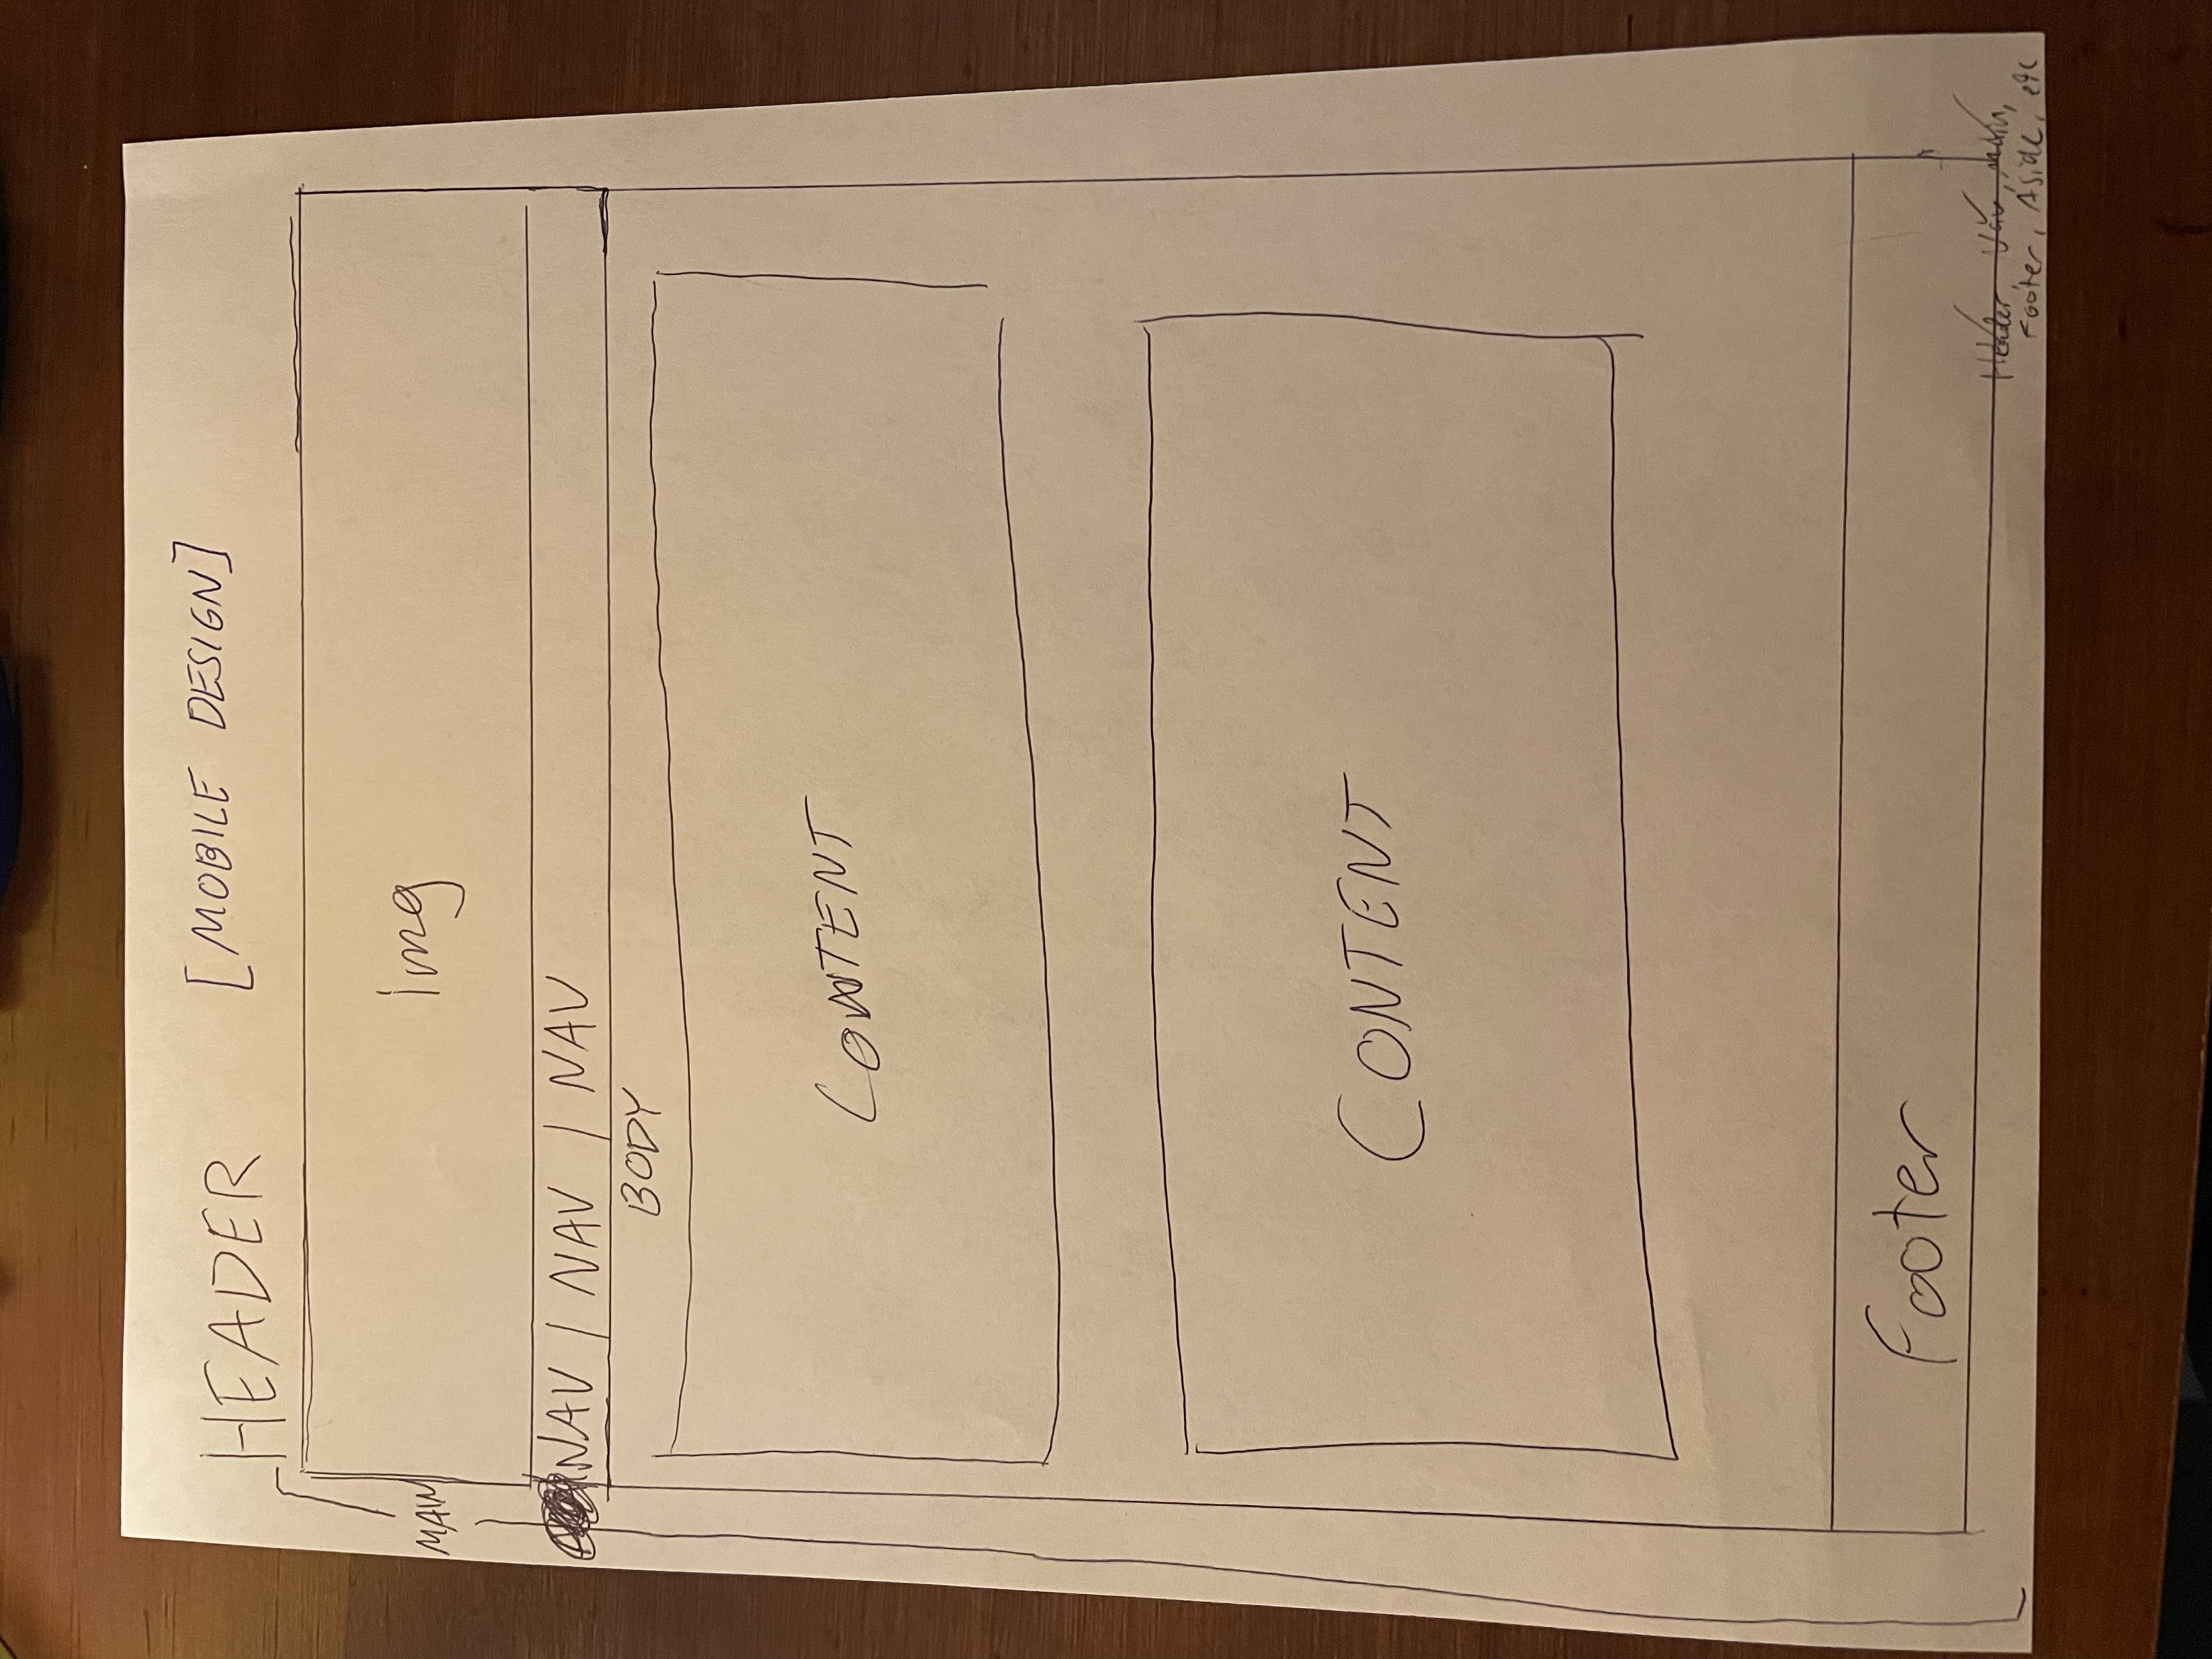 HEADER [MOBILE DESIGN]
img
MAIN
NAV / NAV / NAV
BODY
CONTENT
CONTENT
Footer
Header, Nav, Main,
Footer, Aside, etc